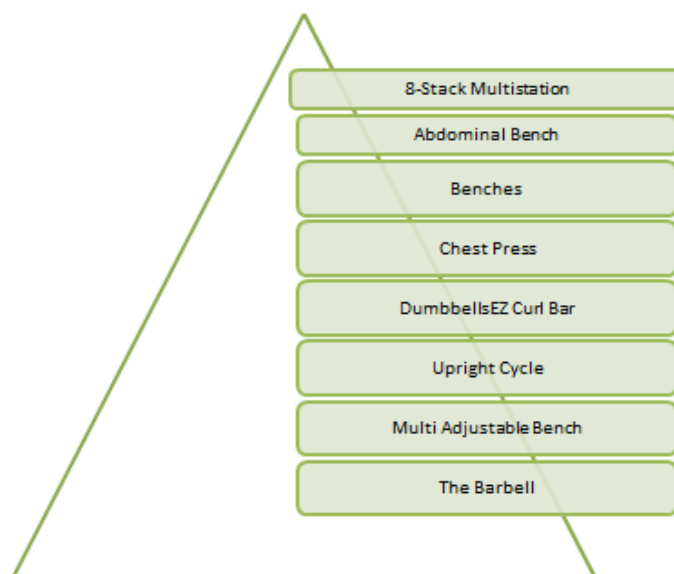 8-Stack Multistation
Abdominal Bench
Benches
Chest Press
DumbbellsEZ Curl Bar
Upright Cycle
Multi Adjustable Bench
The Barbell